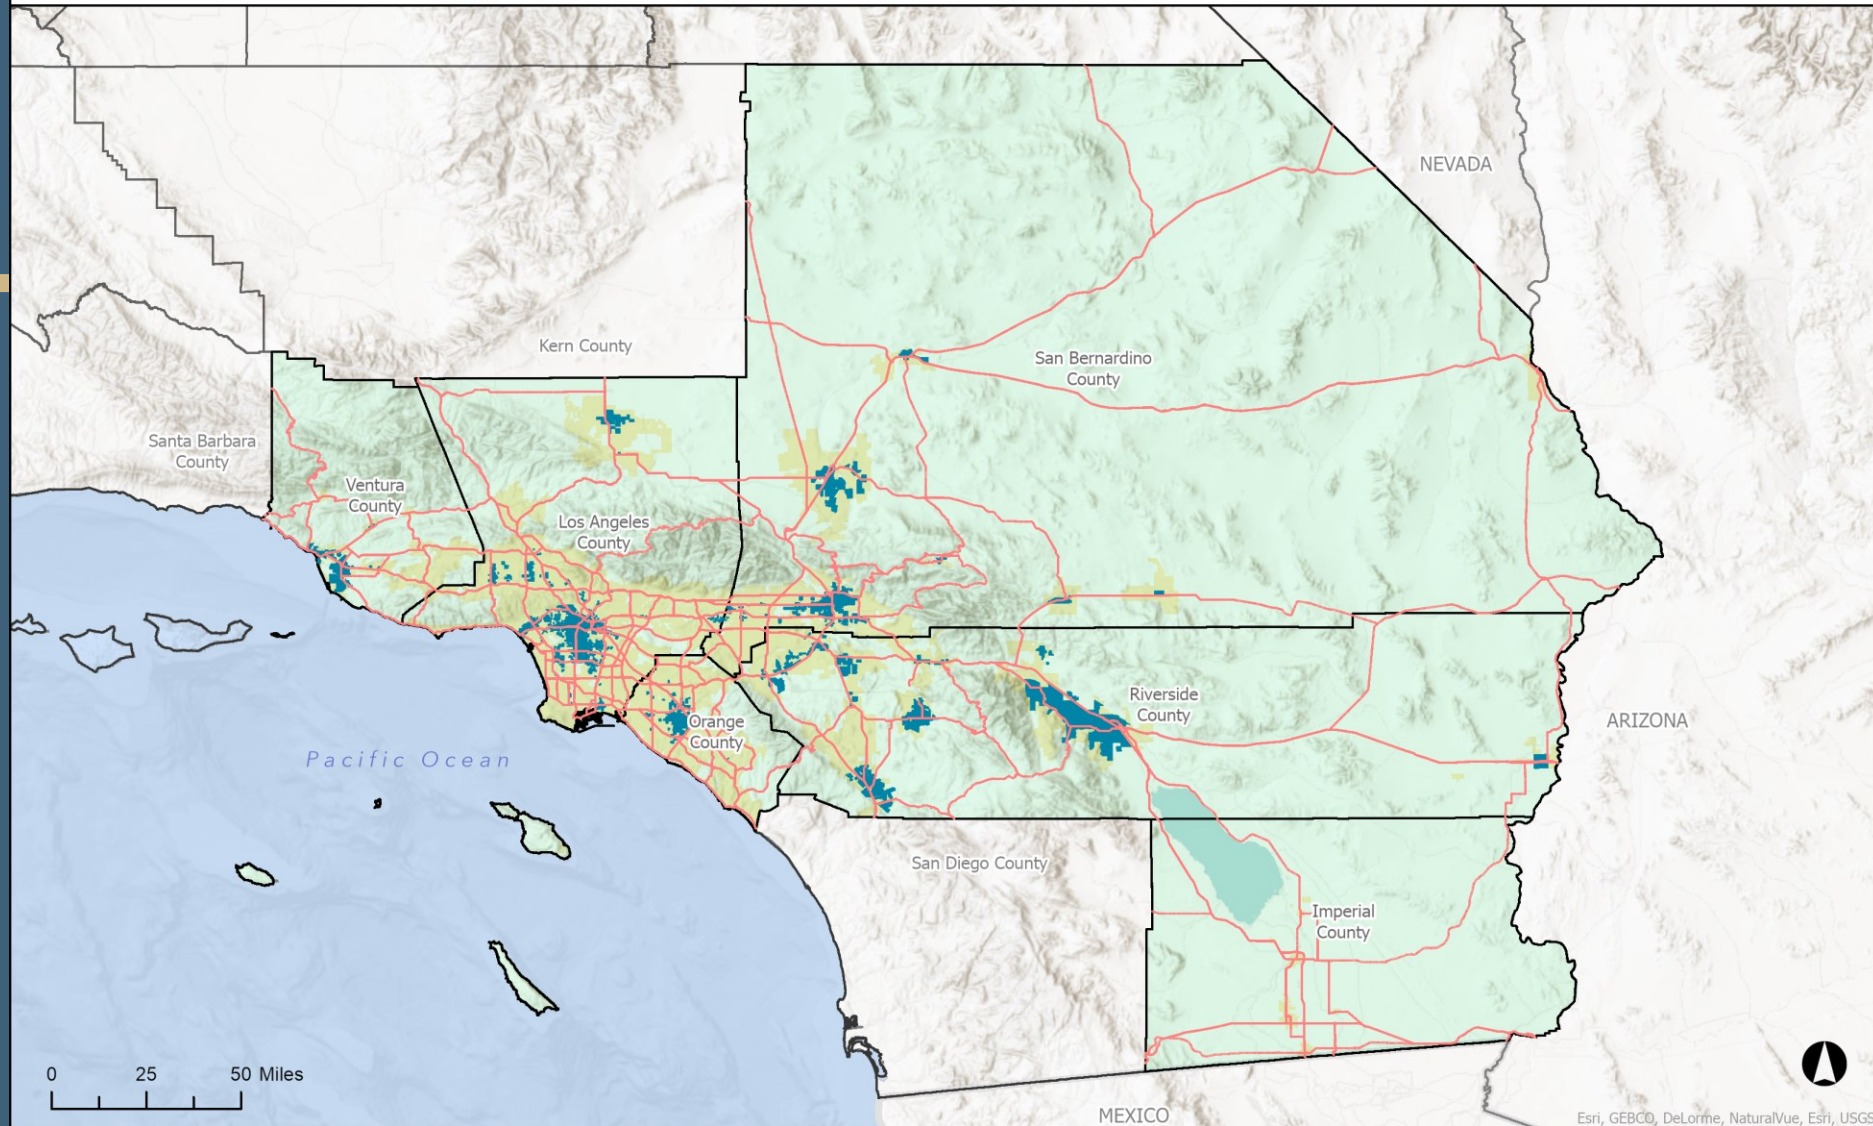 NEVADA
Kern County
San Bernardino
County
Santa Barbara
County
Ventura
County
Los Angeles
County
Riverside
County
Orange
County
ARIZONA
Pacific Ocean
San Diego County
Imperial
County
0 25 50 Miles
MEXICO
Esri, GEBCO, DeLorme, NaturalVue, Esri, USGS